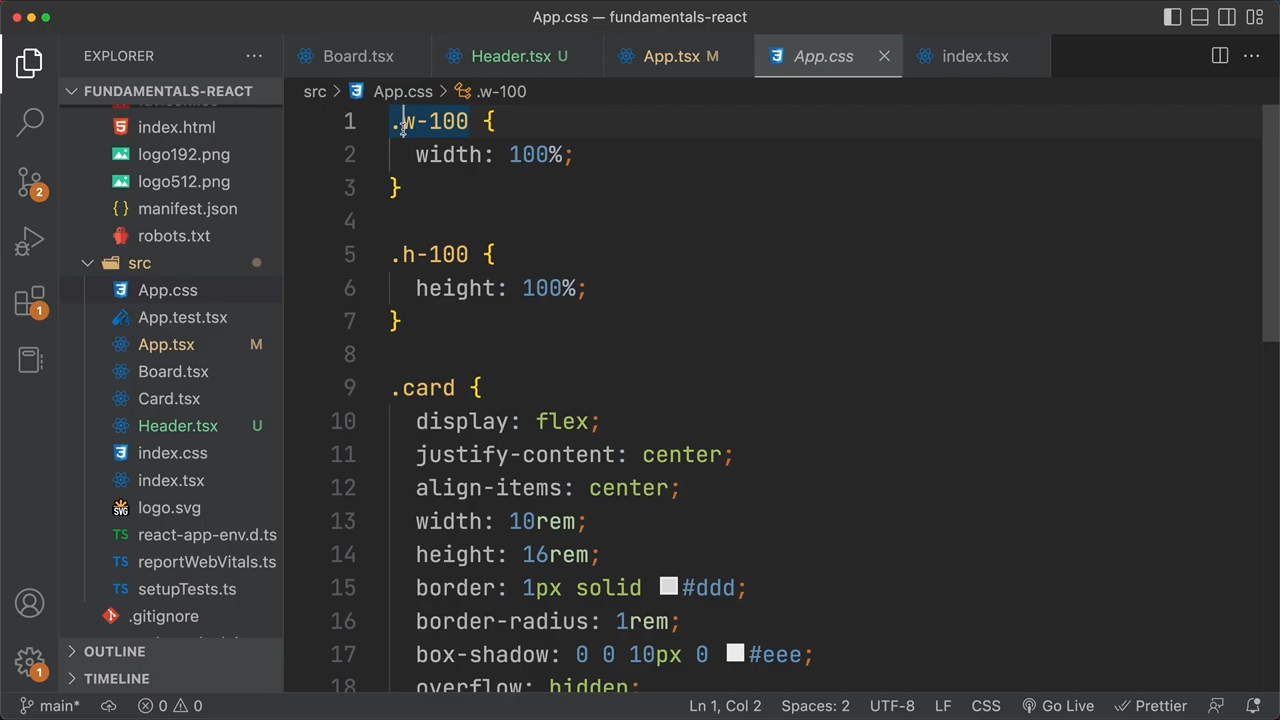 App.css — fundamentals-react
EXPLORER
Board.tsx
Header.tsx U
App.tsx M
App.css
index.tsx
FUNDAMENTALS-REACT
src > App.css > .w-100
index.html
logo192.png
logo512.png
manifest.json
robots.txt
src
App.css
App.test.tsx
App.tsx M
Board.tsx
Card.tsx
Header.tsx U
index.css
index.tsx
logo.svg
react-app-env.d.ts
reportWebVitals.ts
setupTests.ts
.gitignore
OUTLINE
TIMELINE
2
1
1
1 .w-100 {
2 width: 100%;
3 }
4
5 .h-100 {
6 height: 100%;
7 }
8
9 .card {
10 display: flex;
11 justify-content: center;
12 align-items: center;
13 width: 10rem;
14 height: 16rem;
15 border: 1px solid #ddd;
16 border-radius: 1rem;
17 box-shadow: 0 0 10px 0 #eee;
18 overflow: hidden;
main* 0 0 Ln 1, Col 2 Spaces: 2 UTF-8 LF CSS Go Live Prettier